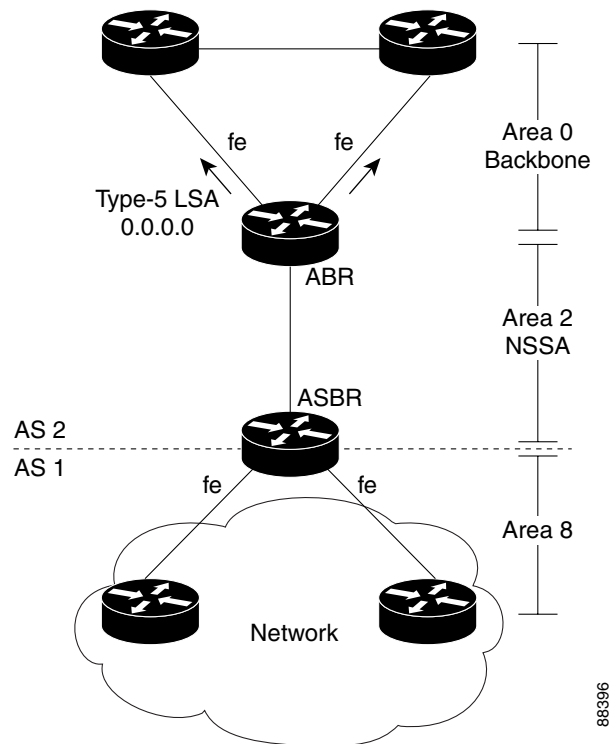 fe
fe
Area 0
Backbone
Type-5 LSA
0.0.0.0
ABR
Area 2
NSSA
ASBR
AS 2
AS 1
fe
fe
Area 8
Network
88396